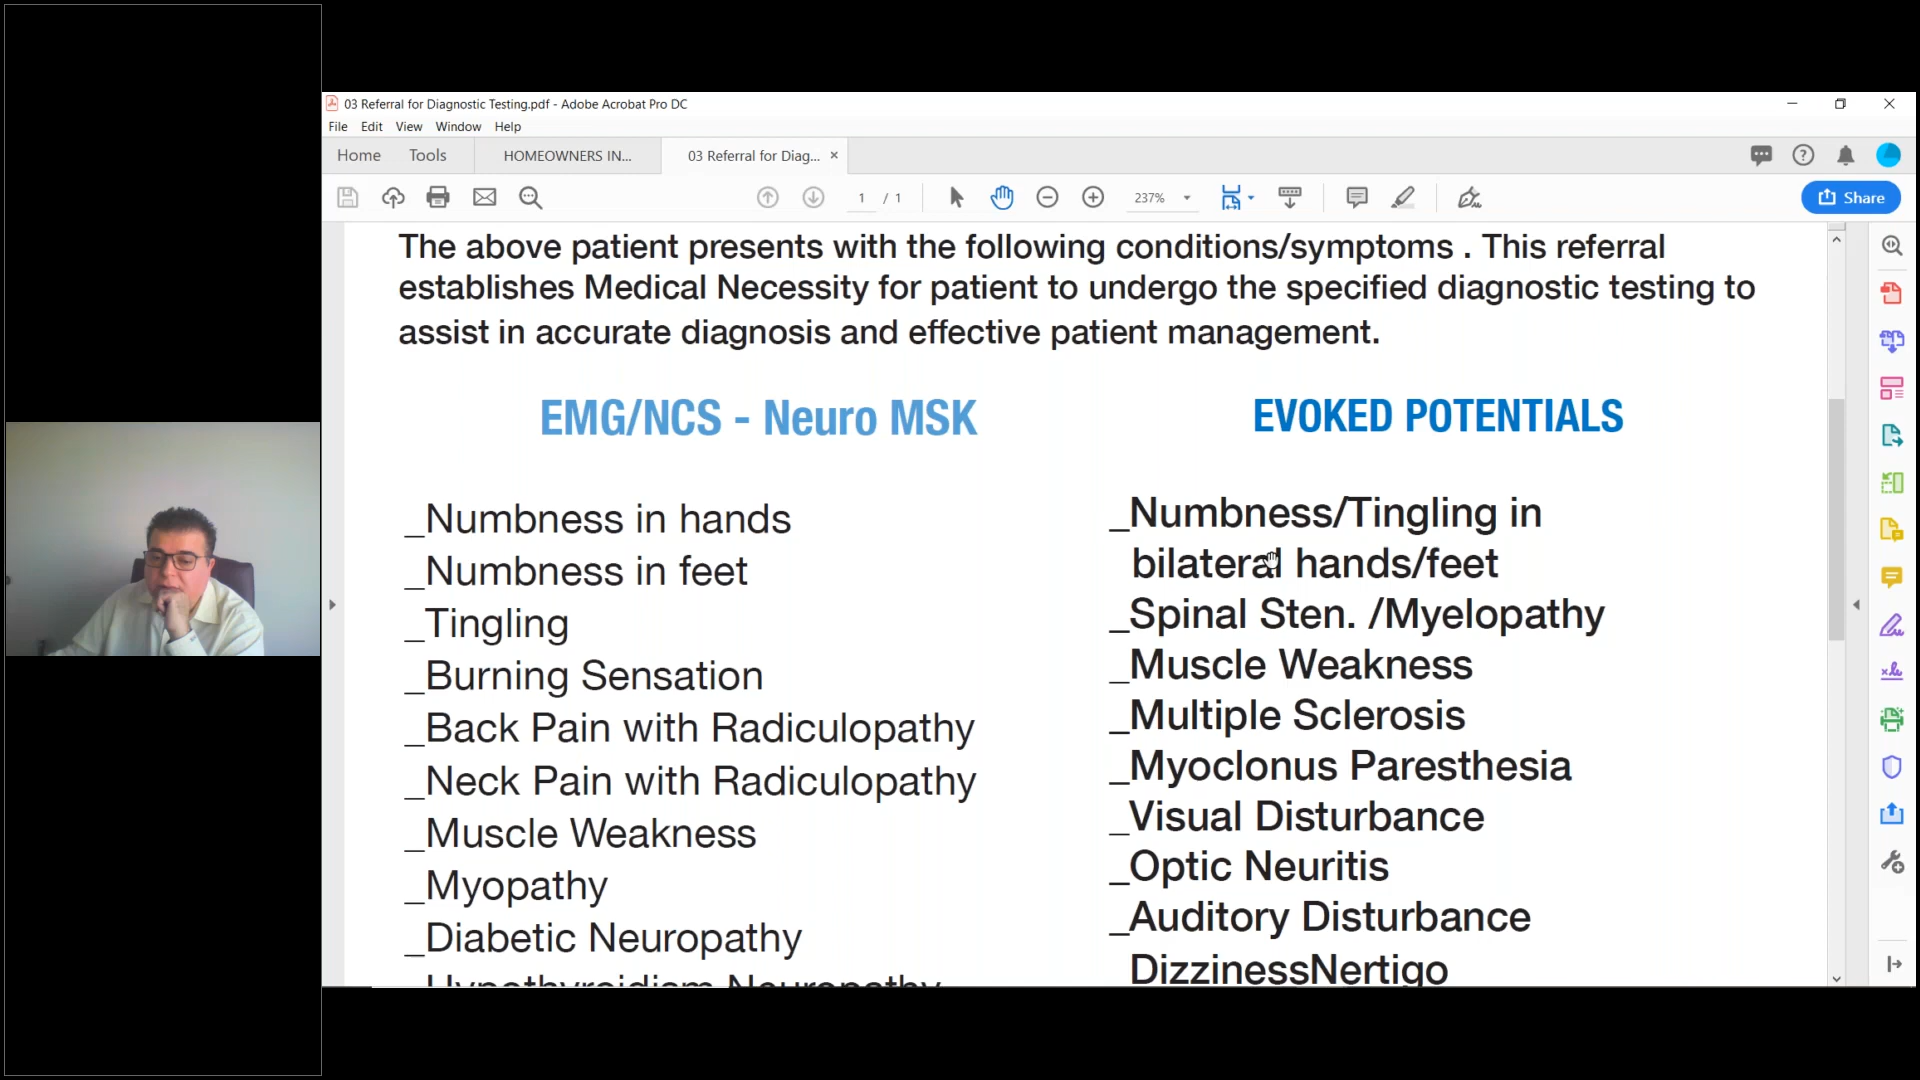 03 Referral for Diagnostic Testing.pdf - Adobe Acrobat Pro DC
File Edit View Window Help
Home Tools HOMEOWNERS IN... 03 Referral for Diag...
1 / 1 237% Share
The above patient presents with the following conditions/symptoms . This referral
establishes Medical Necessity for patient to undergo the specified diagnostic testing to
assist in accurate diagnosis and effective patient management.
EMG/NCS - Neuro MSK
_Numbness in hands
_Numbness in feet
_Tingling
_Burning Sensation
_Back Pain with Radiculopathy
_Neck Pain with Radiculopathy
_Muscle Weakness
_Myopathy
_Diabetic Neuropathy
Hypothyroidism Neuropathy
EVOKED POTENTIALS
_Numbness/Tingling in
bilateral hands/feet
_Spinal Sten. /Myelopathy
_Muscle Weakness
_Multiple Sclerosis
_Myoclonus Paresthesia
_Visual Disturbance
_Optic Neuritis
_Auditory Disturbance
DizzinessNertigo